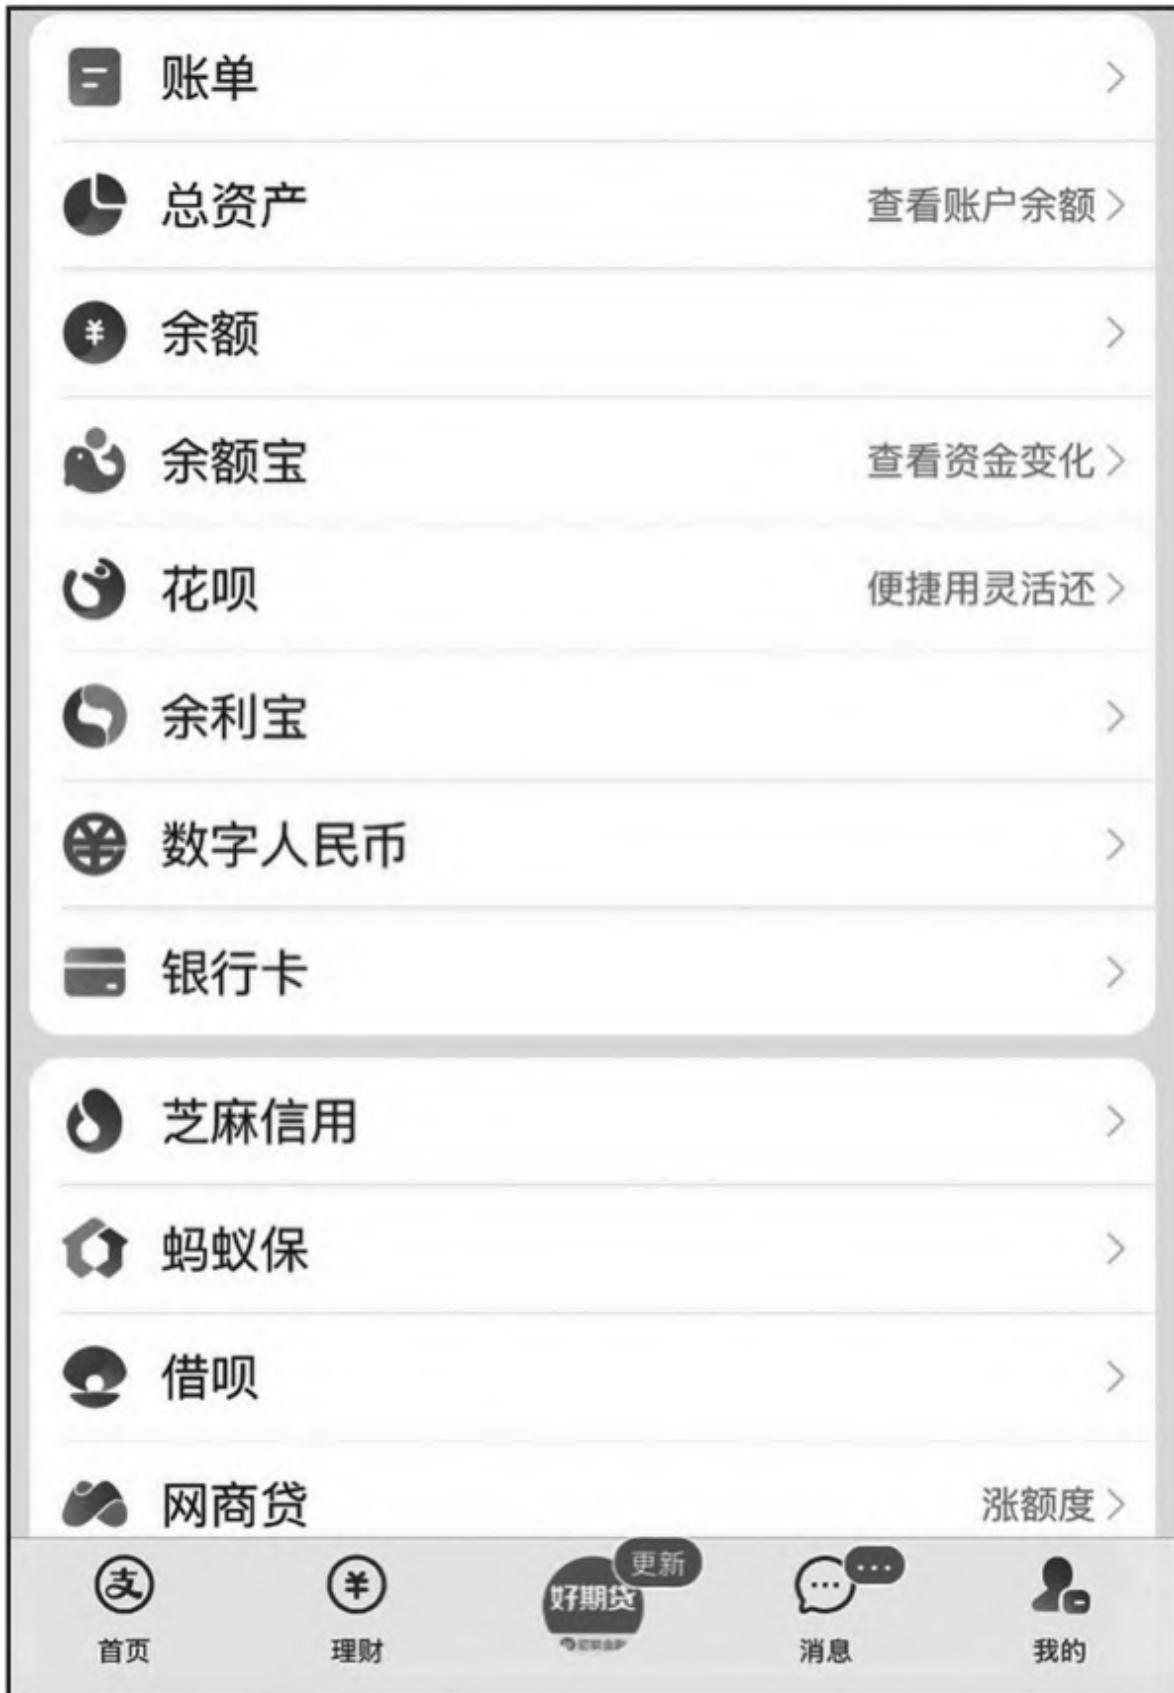 账单
总资产 查看账户余额
余额
余额宝 查看资金变化
花呗 便捷用灵活还
余利宝
数字人民币
银行卡
芝麻信用
蚂蚁保
借呗
网商贷 涨额度
更新
好期贷
支
首页 理财 消息 我的